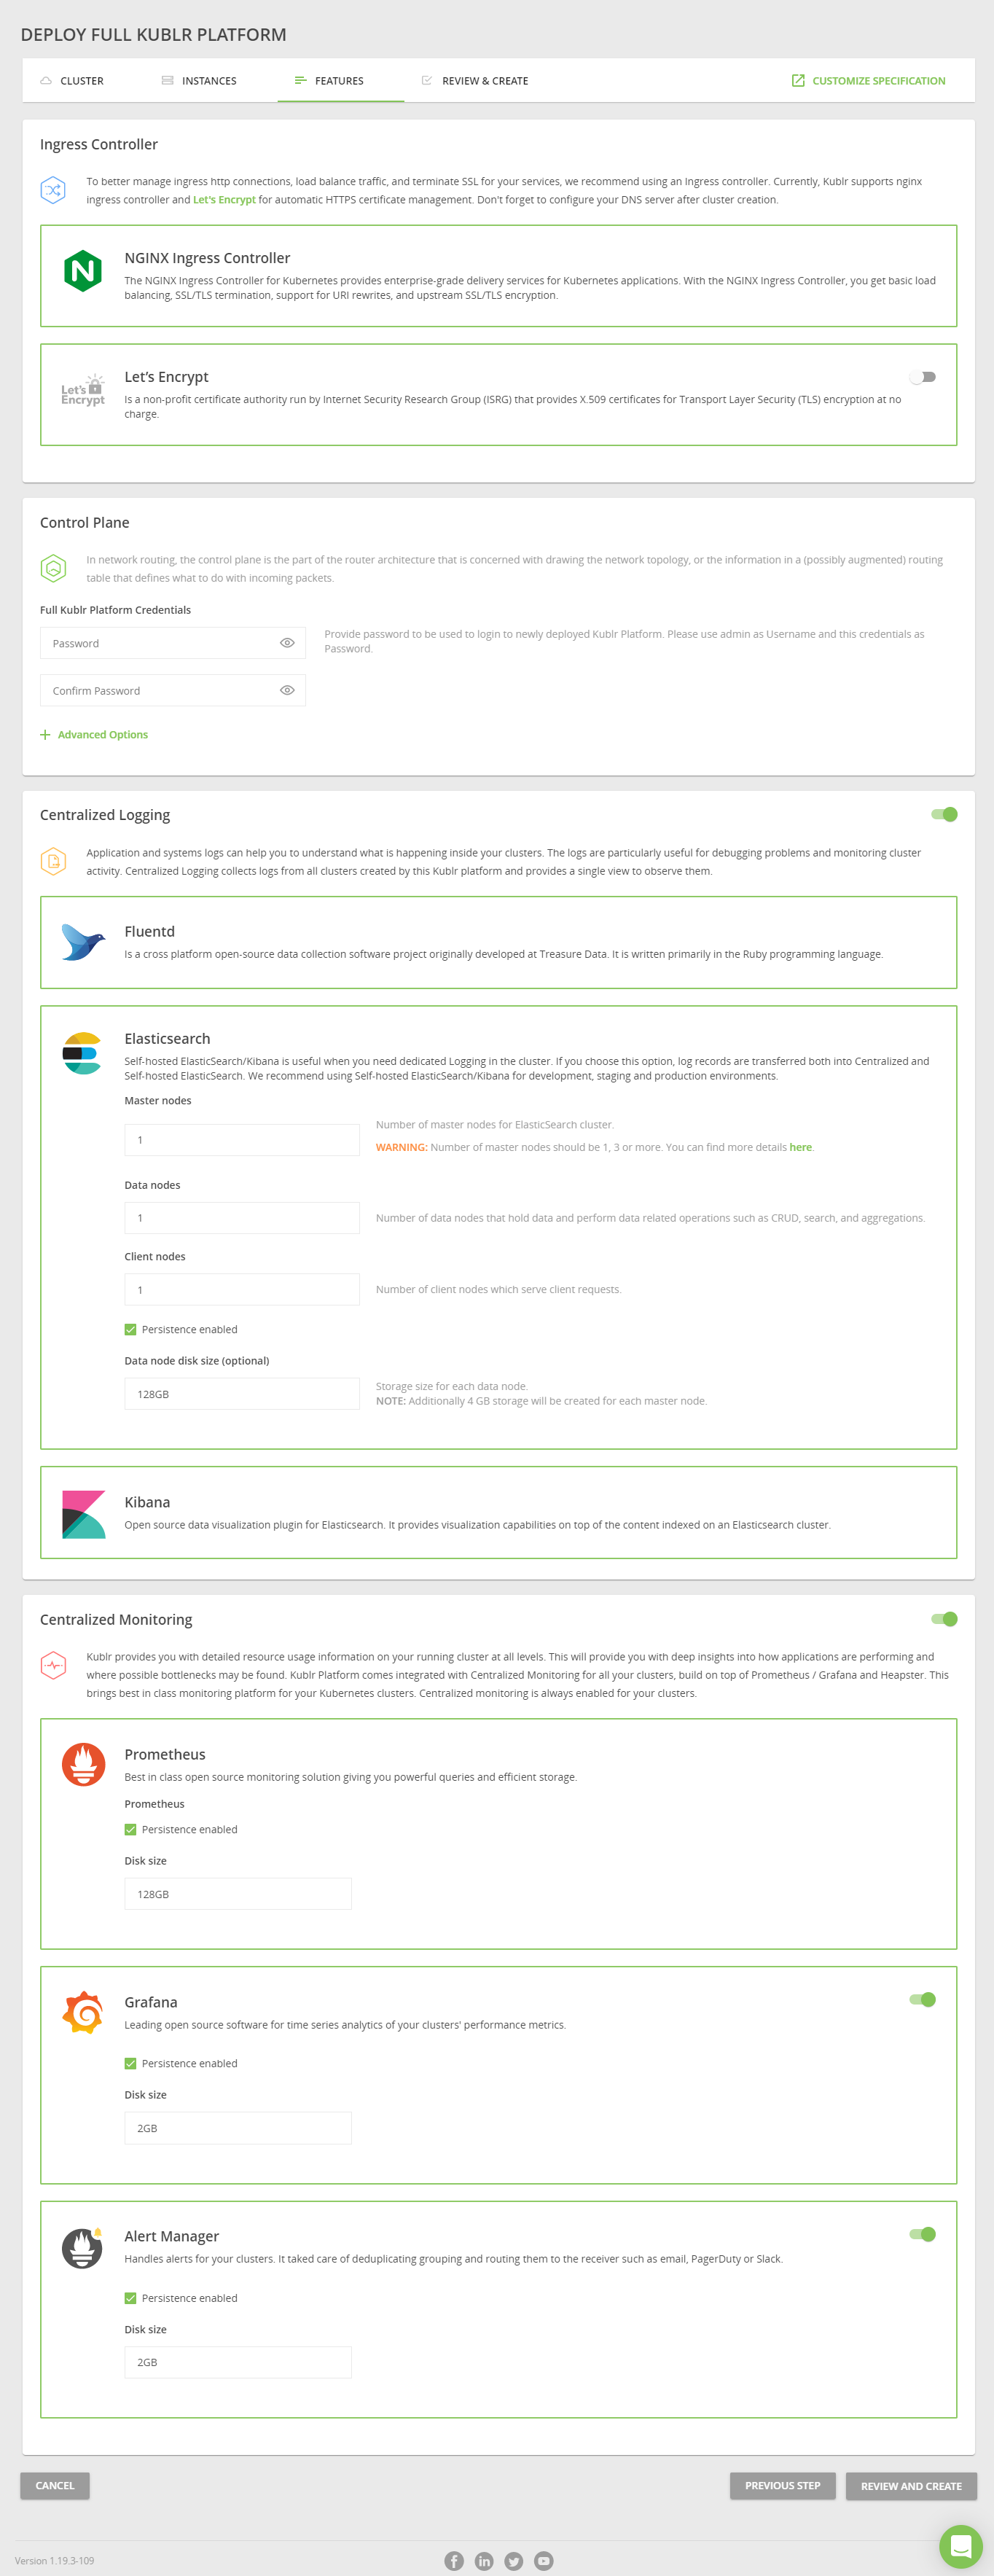 DEPLOY FULL KUBLR PLATFORM
CLUSTER
INSTANCES
FEATURES
REVIEW & CREATE
CUSTOMIZE SPECIFICATION
Ingress Controller
To better manage ingress http connections, load balance traffic, and terminate SSL for your services, we recommend using an Ingress controller. Currently, Kublr supports nginx
ingress controller and Let's Encrypt for automatic HTTPS certificate management. Don't forget to configure your DNS server after cluster creation.
NGINX Ingress Controller
The NGINX Ingress Controller for Kubernetes provides enterprise-grade delivery services for Kubernetes applications. With the NGINX Ingress Controller, you get basic load
balancing, SSL/TLS termination, support for URI rewrites, and upstream SSL/TLS encryption.
Let's
Encrypt
Let’s Encrypt
Is a non-profit certificate authority run by Internet Security Research Group (ISRG) that provides X.509 certificates for Transport Layer Security (TLS) encryption at no
charge.
Control Plane
In network routing, the control plane is the part of the router architecture that is concerned with drawing the network topology, or the information in a (possibly augmented) routing
table that defines what to do with incoming packets.
Full Kublr Platform Credentials
Password
Provide password to be used to login to newly deployed Kublr Platform. Please use admin as Username and this credentials as
Password.
Confirm Password
Advanced Options
Centralized Logging
Application and systems logs can help you to understand what is happening inside your clusters. The logs are particularly useful for debugging problems and monitoring cluster
activity. Centralized Logging collects logs from all clusters created by this Kublr platform and provides a single view to observe them.
Fluentd
Is a cross platform open-source data collection software project originally developed at Treasure Data. It is written primarily in the Ruby programming language.
Elasticsearch
Self-hosted ElasticSearch/Kibana is useful when you need dedicated Logging in the cluster. If you choose this option, log records are transferred both into Centralized and
Self-hosted ElasticSearch. We recommend using Self-hosted ElasticSearch/Kibana for development, staging and production environments.
Master nodes
1
Number of master nodes for ElasticSearch cluster.
WARNING: Number of master nodes should be 1, 3 or more. You can find more details here.
Data nodes
1
Number of data nodes that hold data and perform data related operations such as CRUD, search, and aggregations.
Client nodes
1
Number of client nodes which serve client requests.
Persistence enabled
Data node disk size (optional)
128GB
Storage size for each data node.
NOTE: Additionally 4 GB storage will be created for each master node.
Kibana
Open source data visualization plugin for Elasticsearch. It provides visualization capabilities on top of the content indexed on an Elasticsearch cluster.
Centralized Monitoring
Kublr provides you with detailed resource usage information on your running cluster at all levels. This will provide you with deep insights into how applications are performing and
where possible bottlenecks may be found. Kublr Platform comes integrated with Centralized Monitoring for all your clusters, build on top of Prometheus / Grafana and Heapster. This
brings best in class monitoring platform for your Kubernetes clusters. Centralized monitoring is always enabled for your clusters.
Prometheus
Best in class open source monitoring solution giving you powerful queries and efficient storage.
Prometheus
Persistence enabled
Disk size
128GB
Grafana
Leading open source software for time series analytics of your clusters' performance metrics.
Persistence enabled
Disk size
2GB
Alert Manager
Handles alerts for your clusters. It taked care of deduplicating grouping and routing them to the receiver such as email, PagerDuty or Slack.
Persistence enabled
Disk size
2GB
CANCEL
PREVIOUS STEP
REVIEW AND CREATE
Version 1.19.3-109